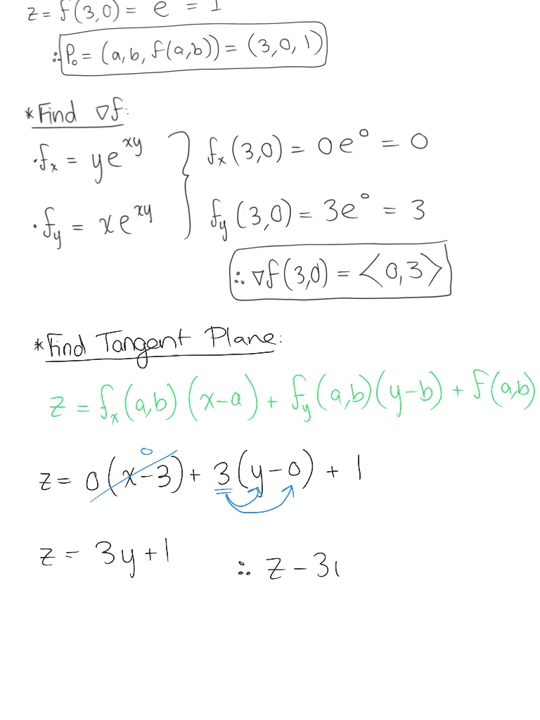 z = f(3,0) = e = 1
∴ P₀ = (a, b, f(a,b)) = (3, 0, 1)
*Find ∇f:
·fₓ = ye^xy } fₓ(3,0) = 0e⁰ = 0
·f_y = xe^xy } f_y(3,0) = 3e⁰ = 3
∴ ∇f(3,0) = <0,3>
*Find Tangent Plane:
z = fₓ(a,b)(x-a) + f_y(a,b)(y-b) + f(a,b)
0
z = 0(x-3) + 3(y-0) + 1
z = 3y+1 ∴ z - 3